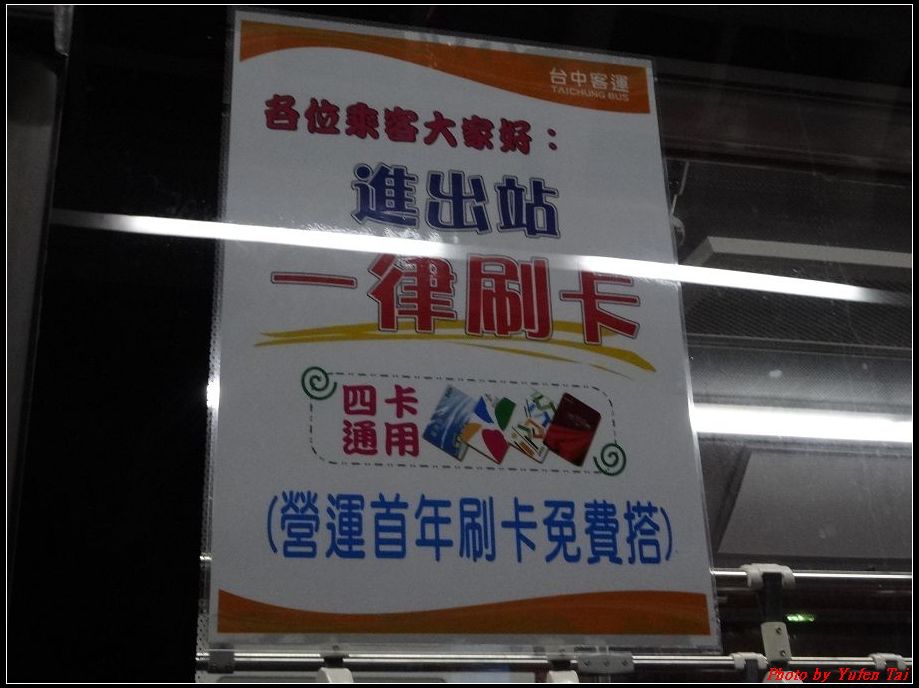 台中客運
TAICHUNG BUS
各位乘客大家好：
進出站
一律刷卡
四卡
通用
(營運首年刷卡免費搭)
Photo by Yufen Tai